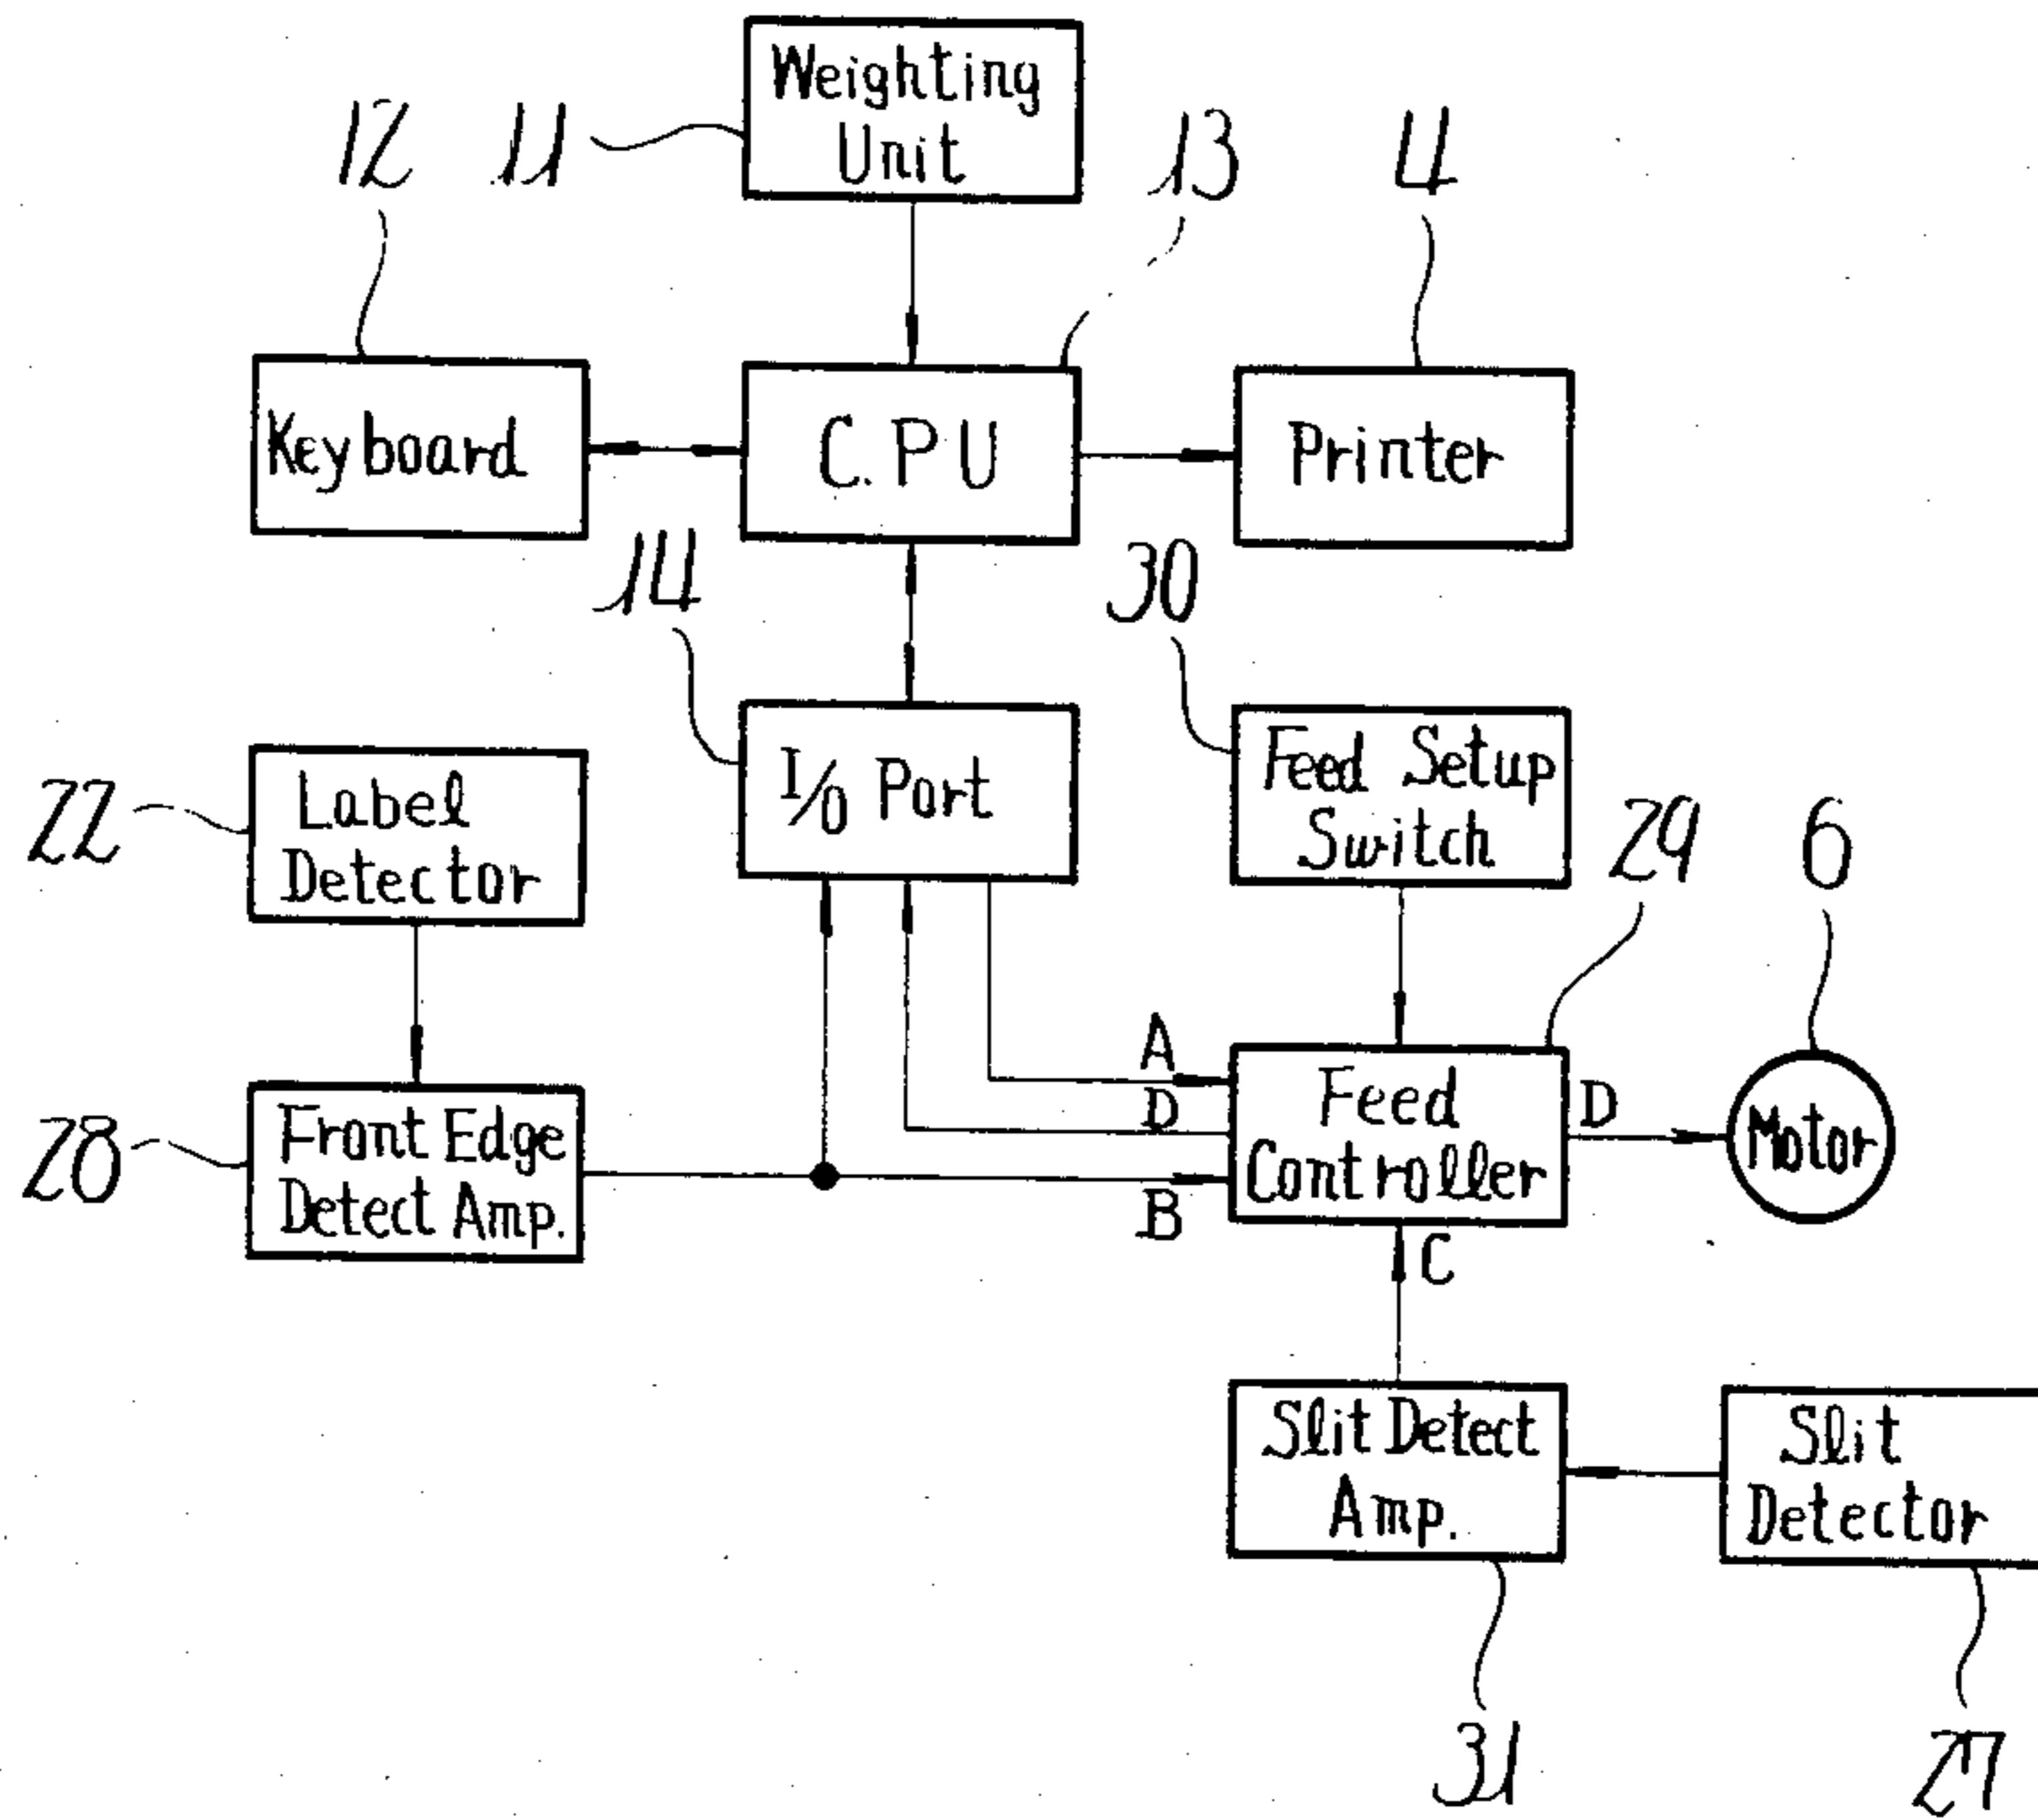 Weighting
Unit
12
11
13
4
Keyboard
C.PU
Printer
14
30
I/O Port
Feed Setup
Switch
22
Label
Detector
29
6
A
D
B
Feed
Controller
D
Motor
28
Front Edge
Detect Amp.
C
Slit Detect
Amp.
Slit
Detector
31
27